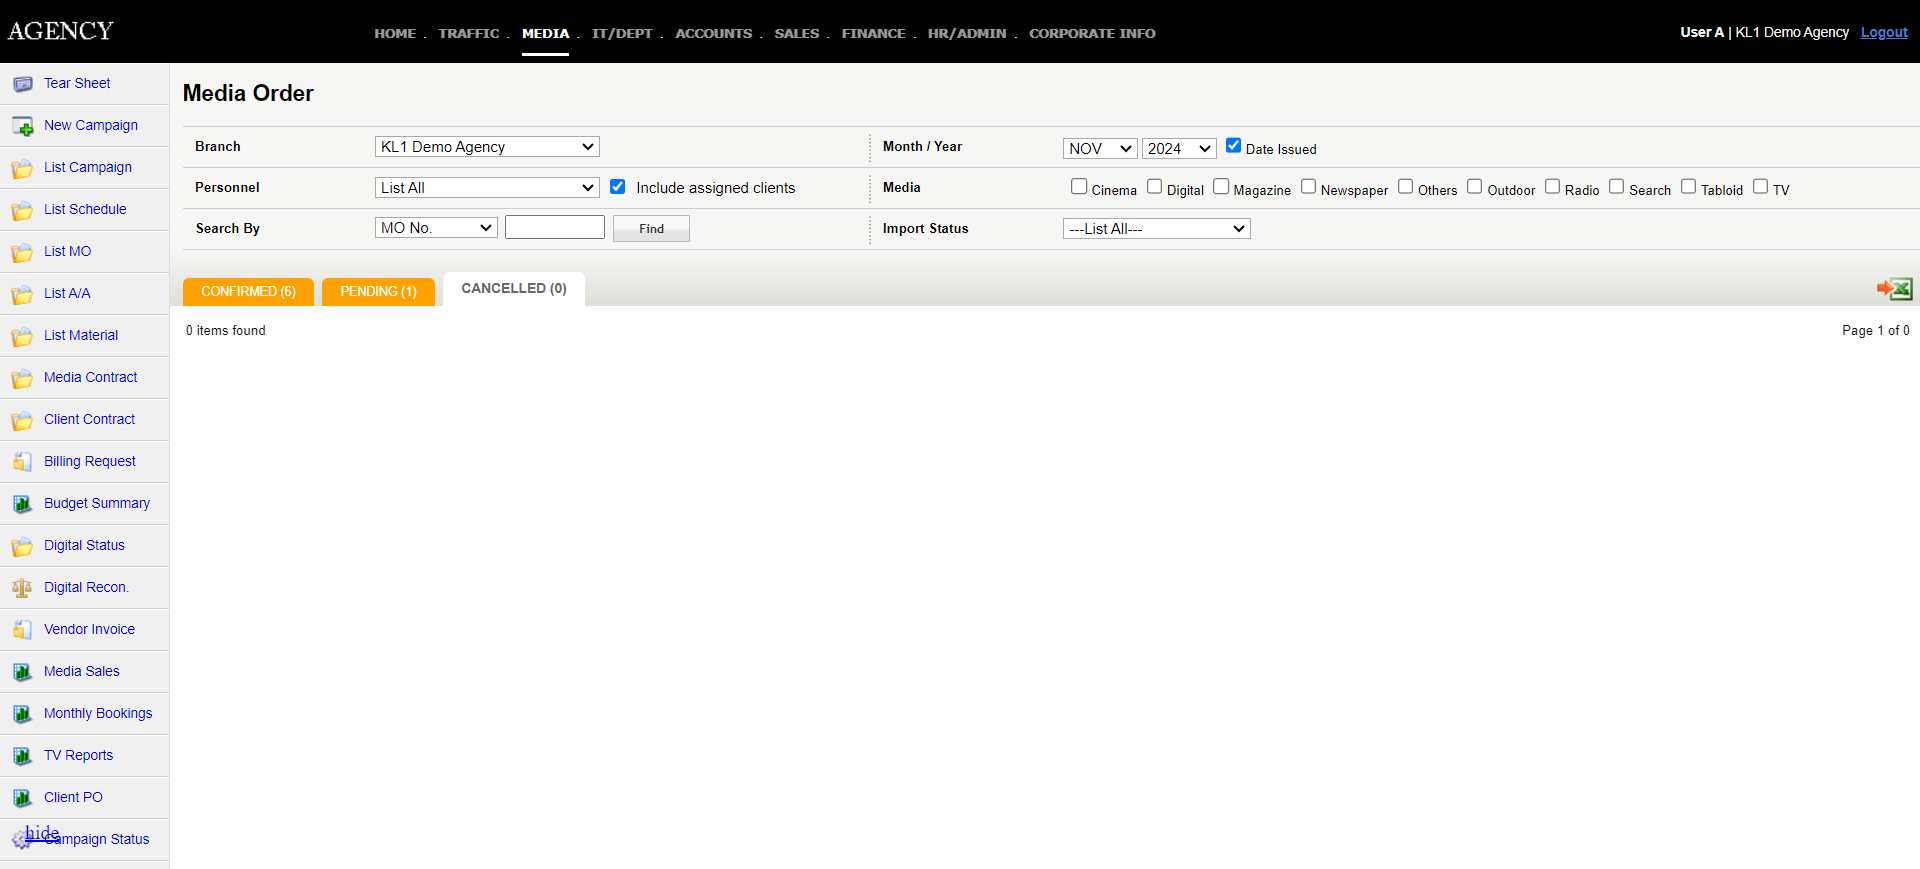 AGENCY
HOME . TRAFFIC . MEDIA . IT/DEPT . ACCOUNTS . SALES . FINANCE . HR/ADMIN . CORPORATE INFO
User A | KL1 Demo Agency Logout
Tear Sheet
New Campaign
List Campaign
List Schedule
List MO
List A/A
List Material
Media Contract
Client Contract
Billing Request
Budget Summary
Digital Status
Digital Recon.
Vendor Invoice
Media Sales
Monthly Bookings
TV Reports
Client PO
hide
Campaign Status
Media Order
Branch KL1 Demo Agency Month / Year NOV 2024 Date Issued
Personnel List All Include assigned clients Media Cinema Digital Magazine Newspaper Others Outdoor Radio Search Tabloid TV
Search By MO No. Find Import Status ---List All---
CONFIRMED (6) PENDING (1) CANCELLED (0)
0 items found Page 1 of 0